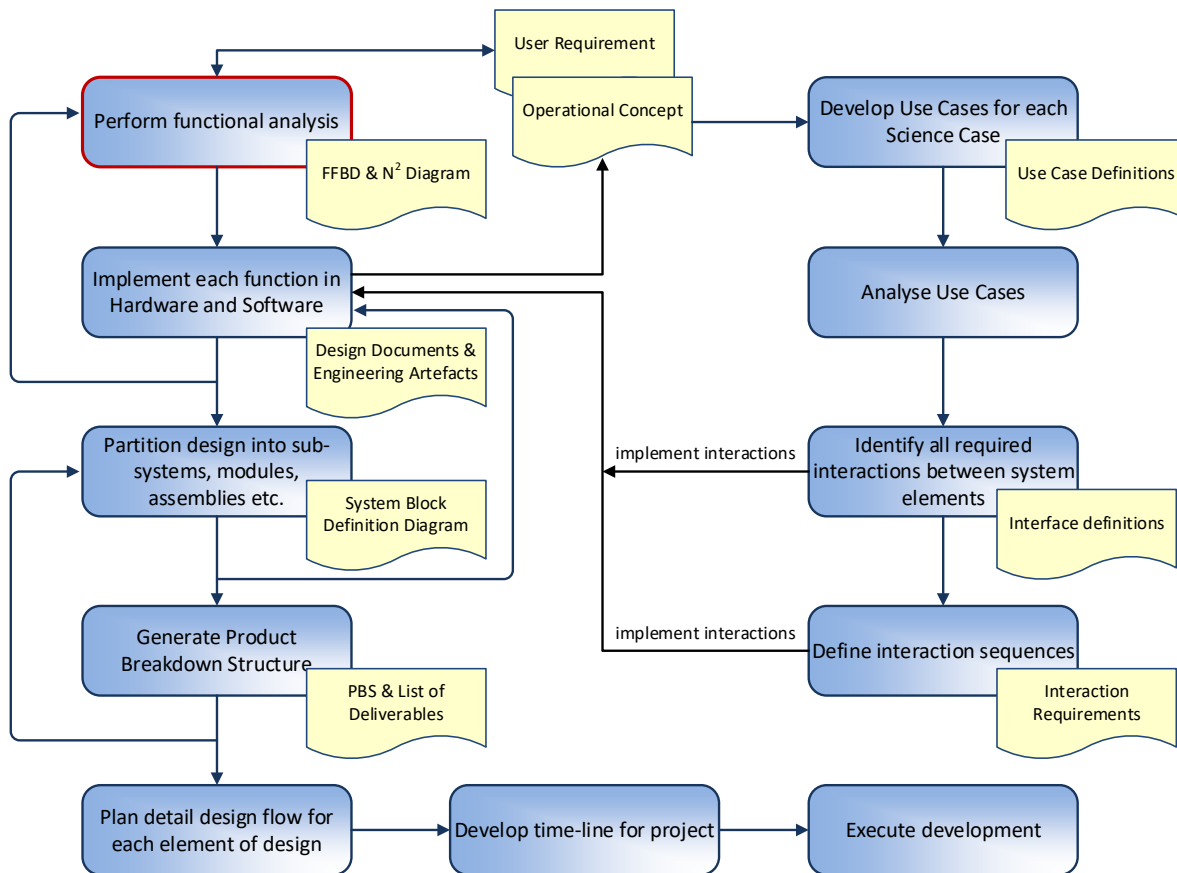 User Requirement
Operational Concept
Perform functional analysis
FFBD & N² Diagram
Develop Use Cases for each
Science Case
Use Case Definitions
Implement each function in
Hardware and Software
Design Documents &
Engineering Artefacts
Analyse Use Cases
Partition design into sub-
systems, modules,
assemblies etc.
System Block
Definition Diagram
implement interactions
Identify all required
interactions between system
elements
Interface definitions
Generate Product
Breakdown Structure
PBS & List of
Deliverables
implement interactions
Define interaction sequences
Interaction
Requirements
Plan detail design flow for
each element of design
Develop time-line for project
Execute development